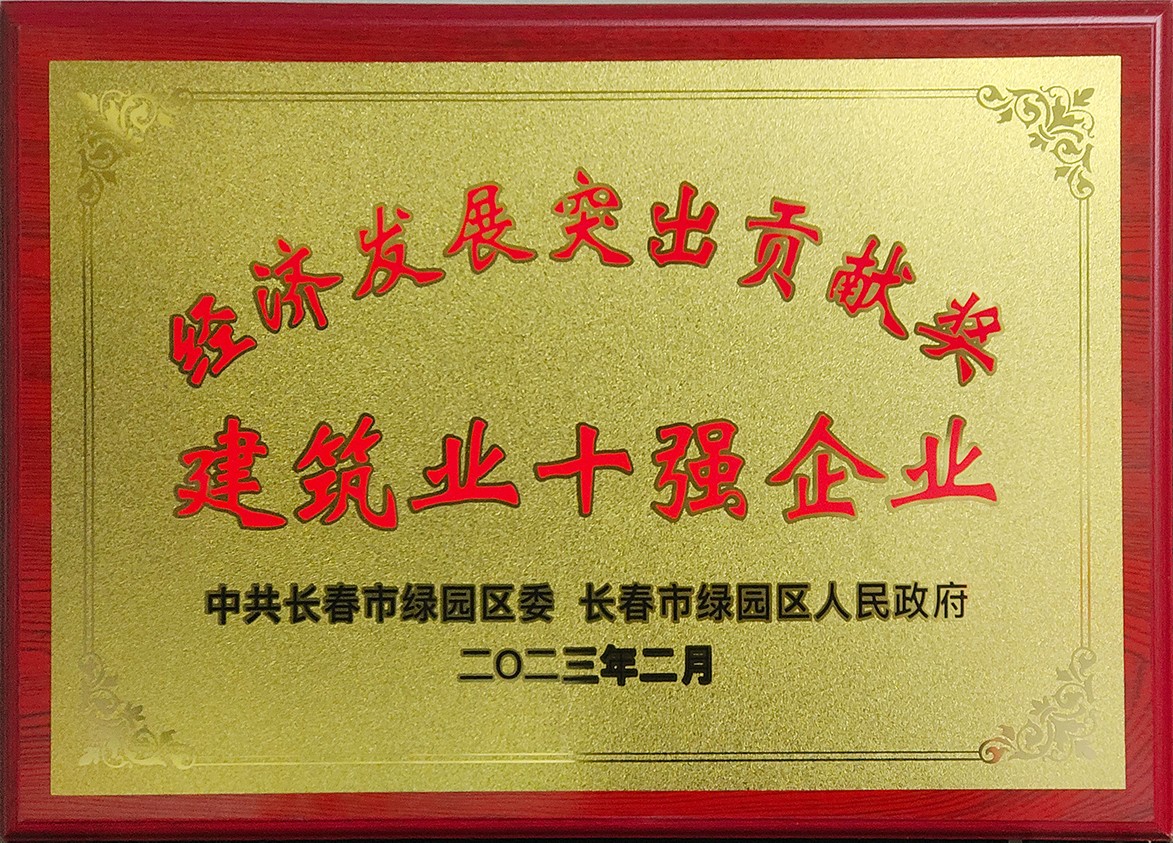 经济发展突出贡献奖
建筑业十强企业
中共长春市绿园区委 长春市绿园区人民政府
二〇二三年二月